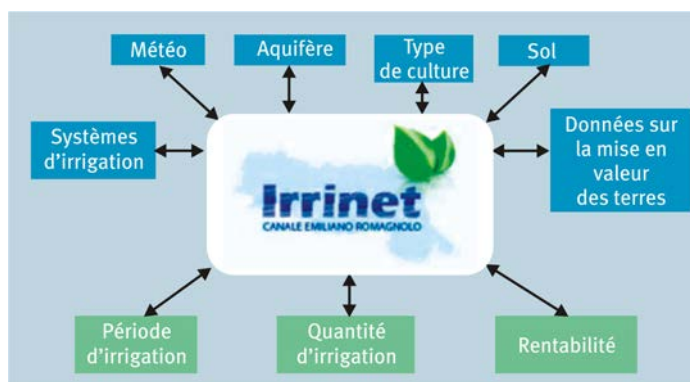 Météo
Aquifère
Type
de culture
Sol
Systèmes
d'irrigation
Données sur
la mise en
valeur
des terres
Irrinet
CANALE EMILIANO ROMAGNOLO
Période
d'irrigation
Quantité
d'irrigation
Rentabilité